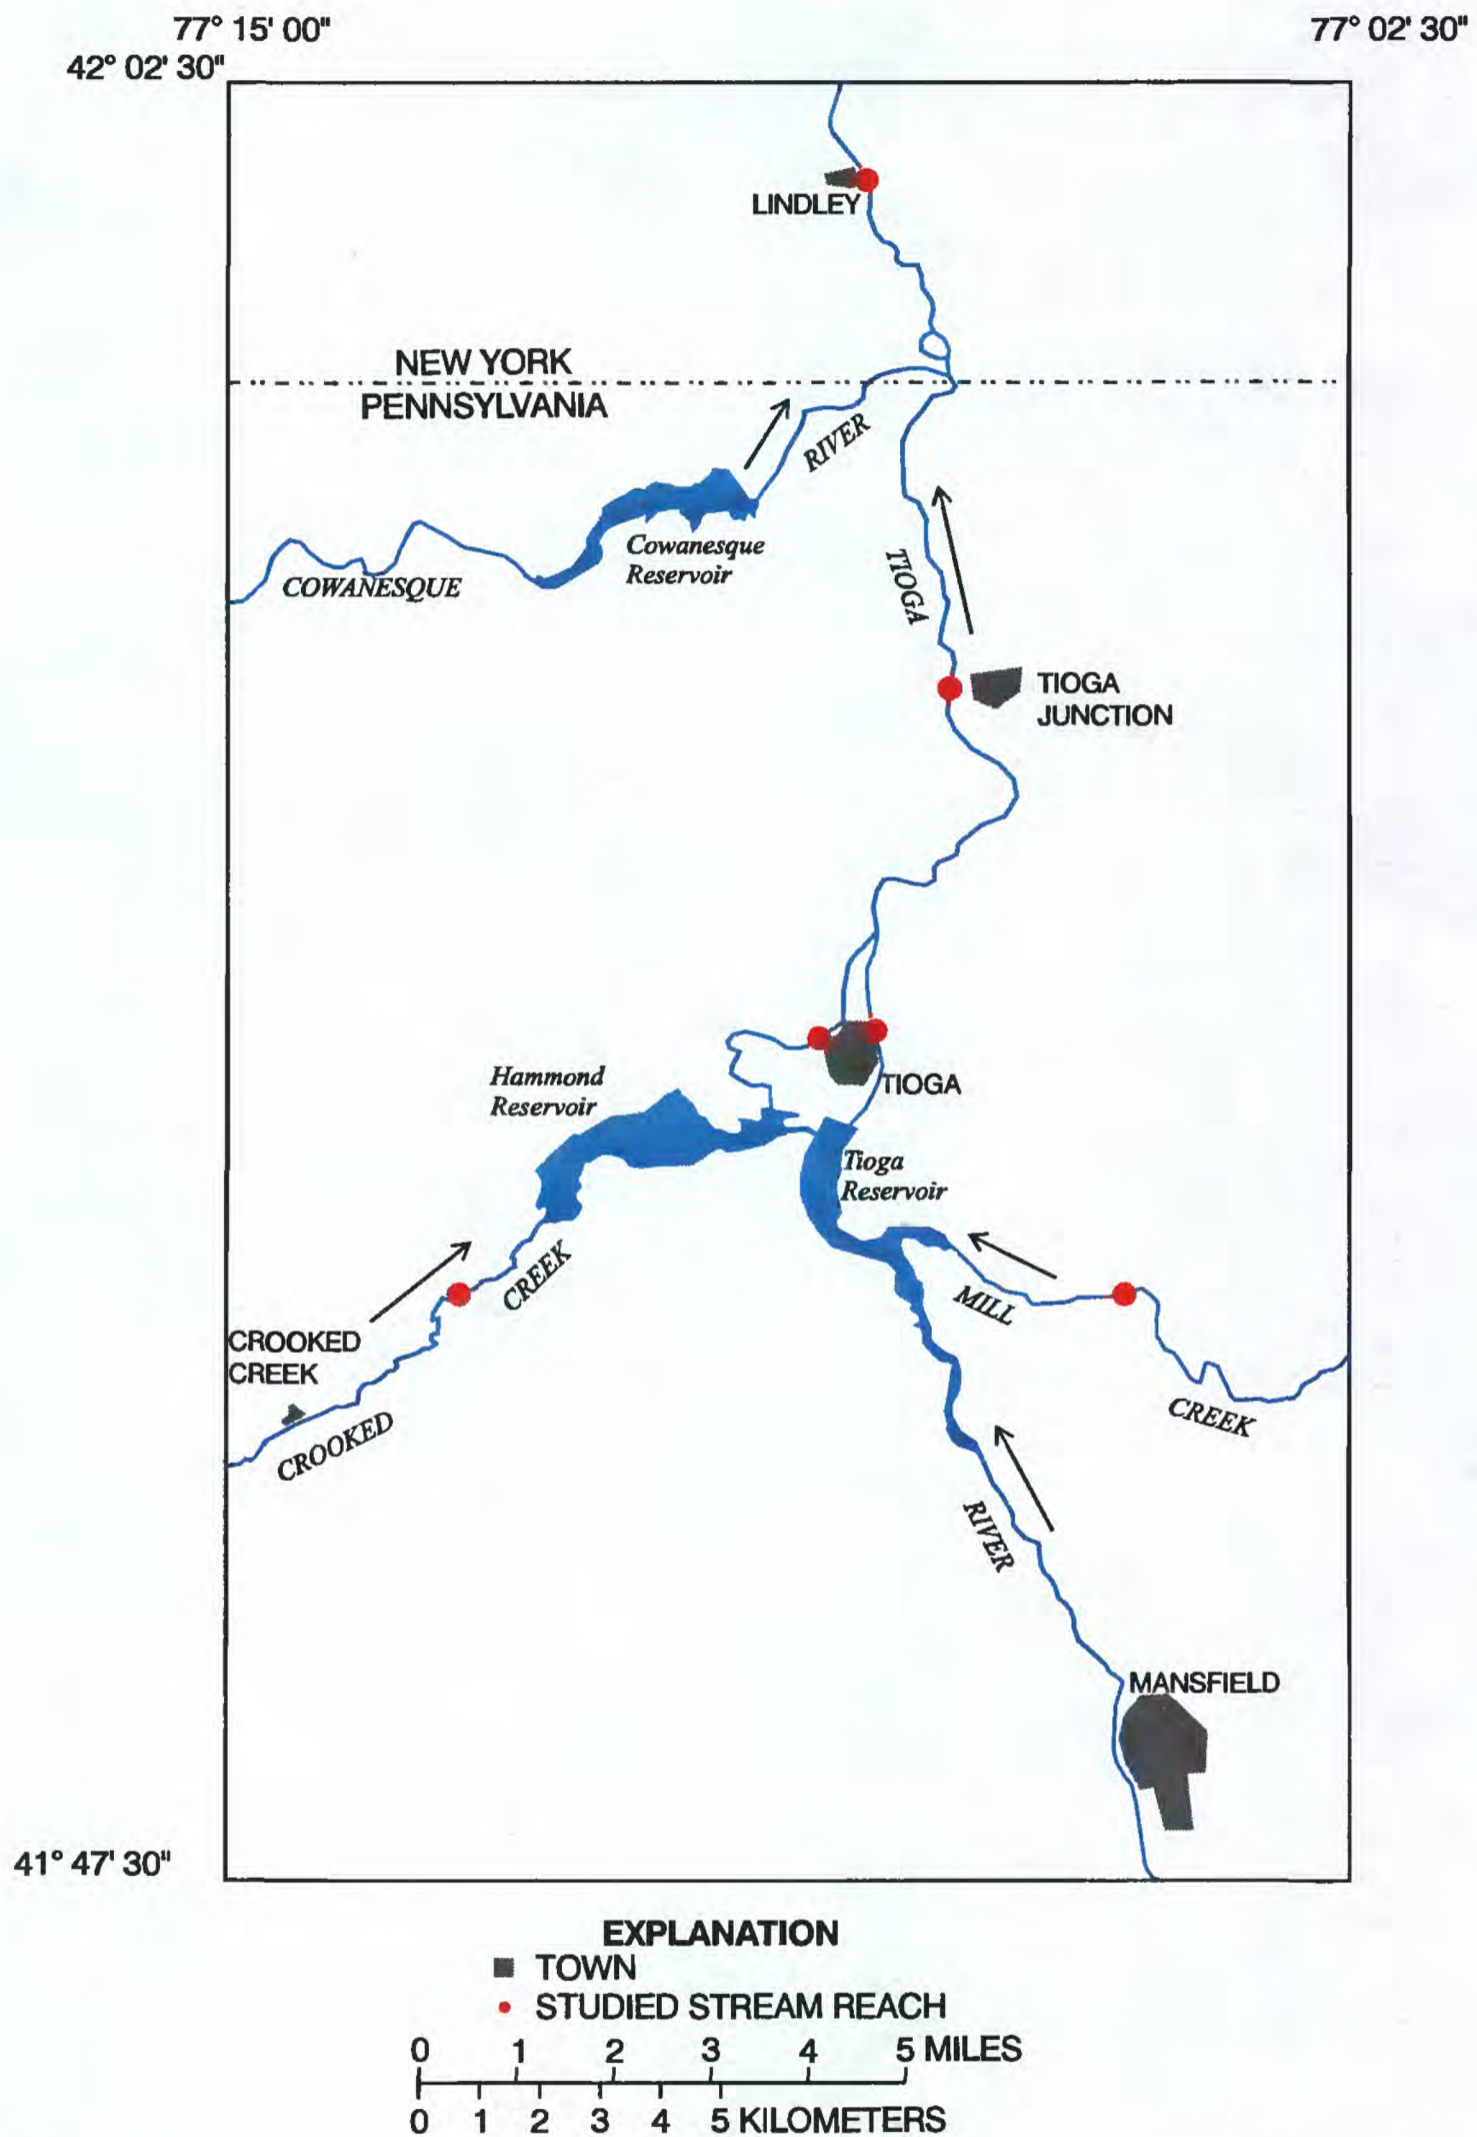 77° 15' 00" 77° 02' 30"
42° 02' 30"
LINDLEY
NEW YORK
PENNSYLVANIA
RIVER
Cowanesque
Reservoir
COWANESQUE
TIOGA
TIOGA
JUNCTION
Hammond
Reservoir
TIOGA
Tioga
Reservoir
CREEK
MILL
CROOKED
CREEK
CREEK
CROOKED
RIVER
MANSFIELD
41° 47' 30"
EXPLANATION
TOWN
STUDIED STREAM REACH
0 1 2 3 4 5 MILES
0 1 2 3 4 5 KILOMETERS